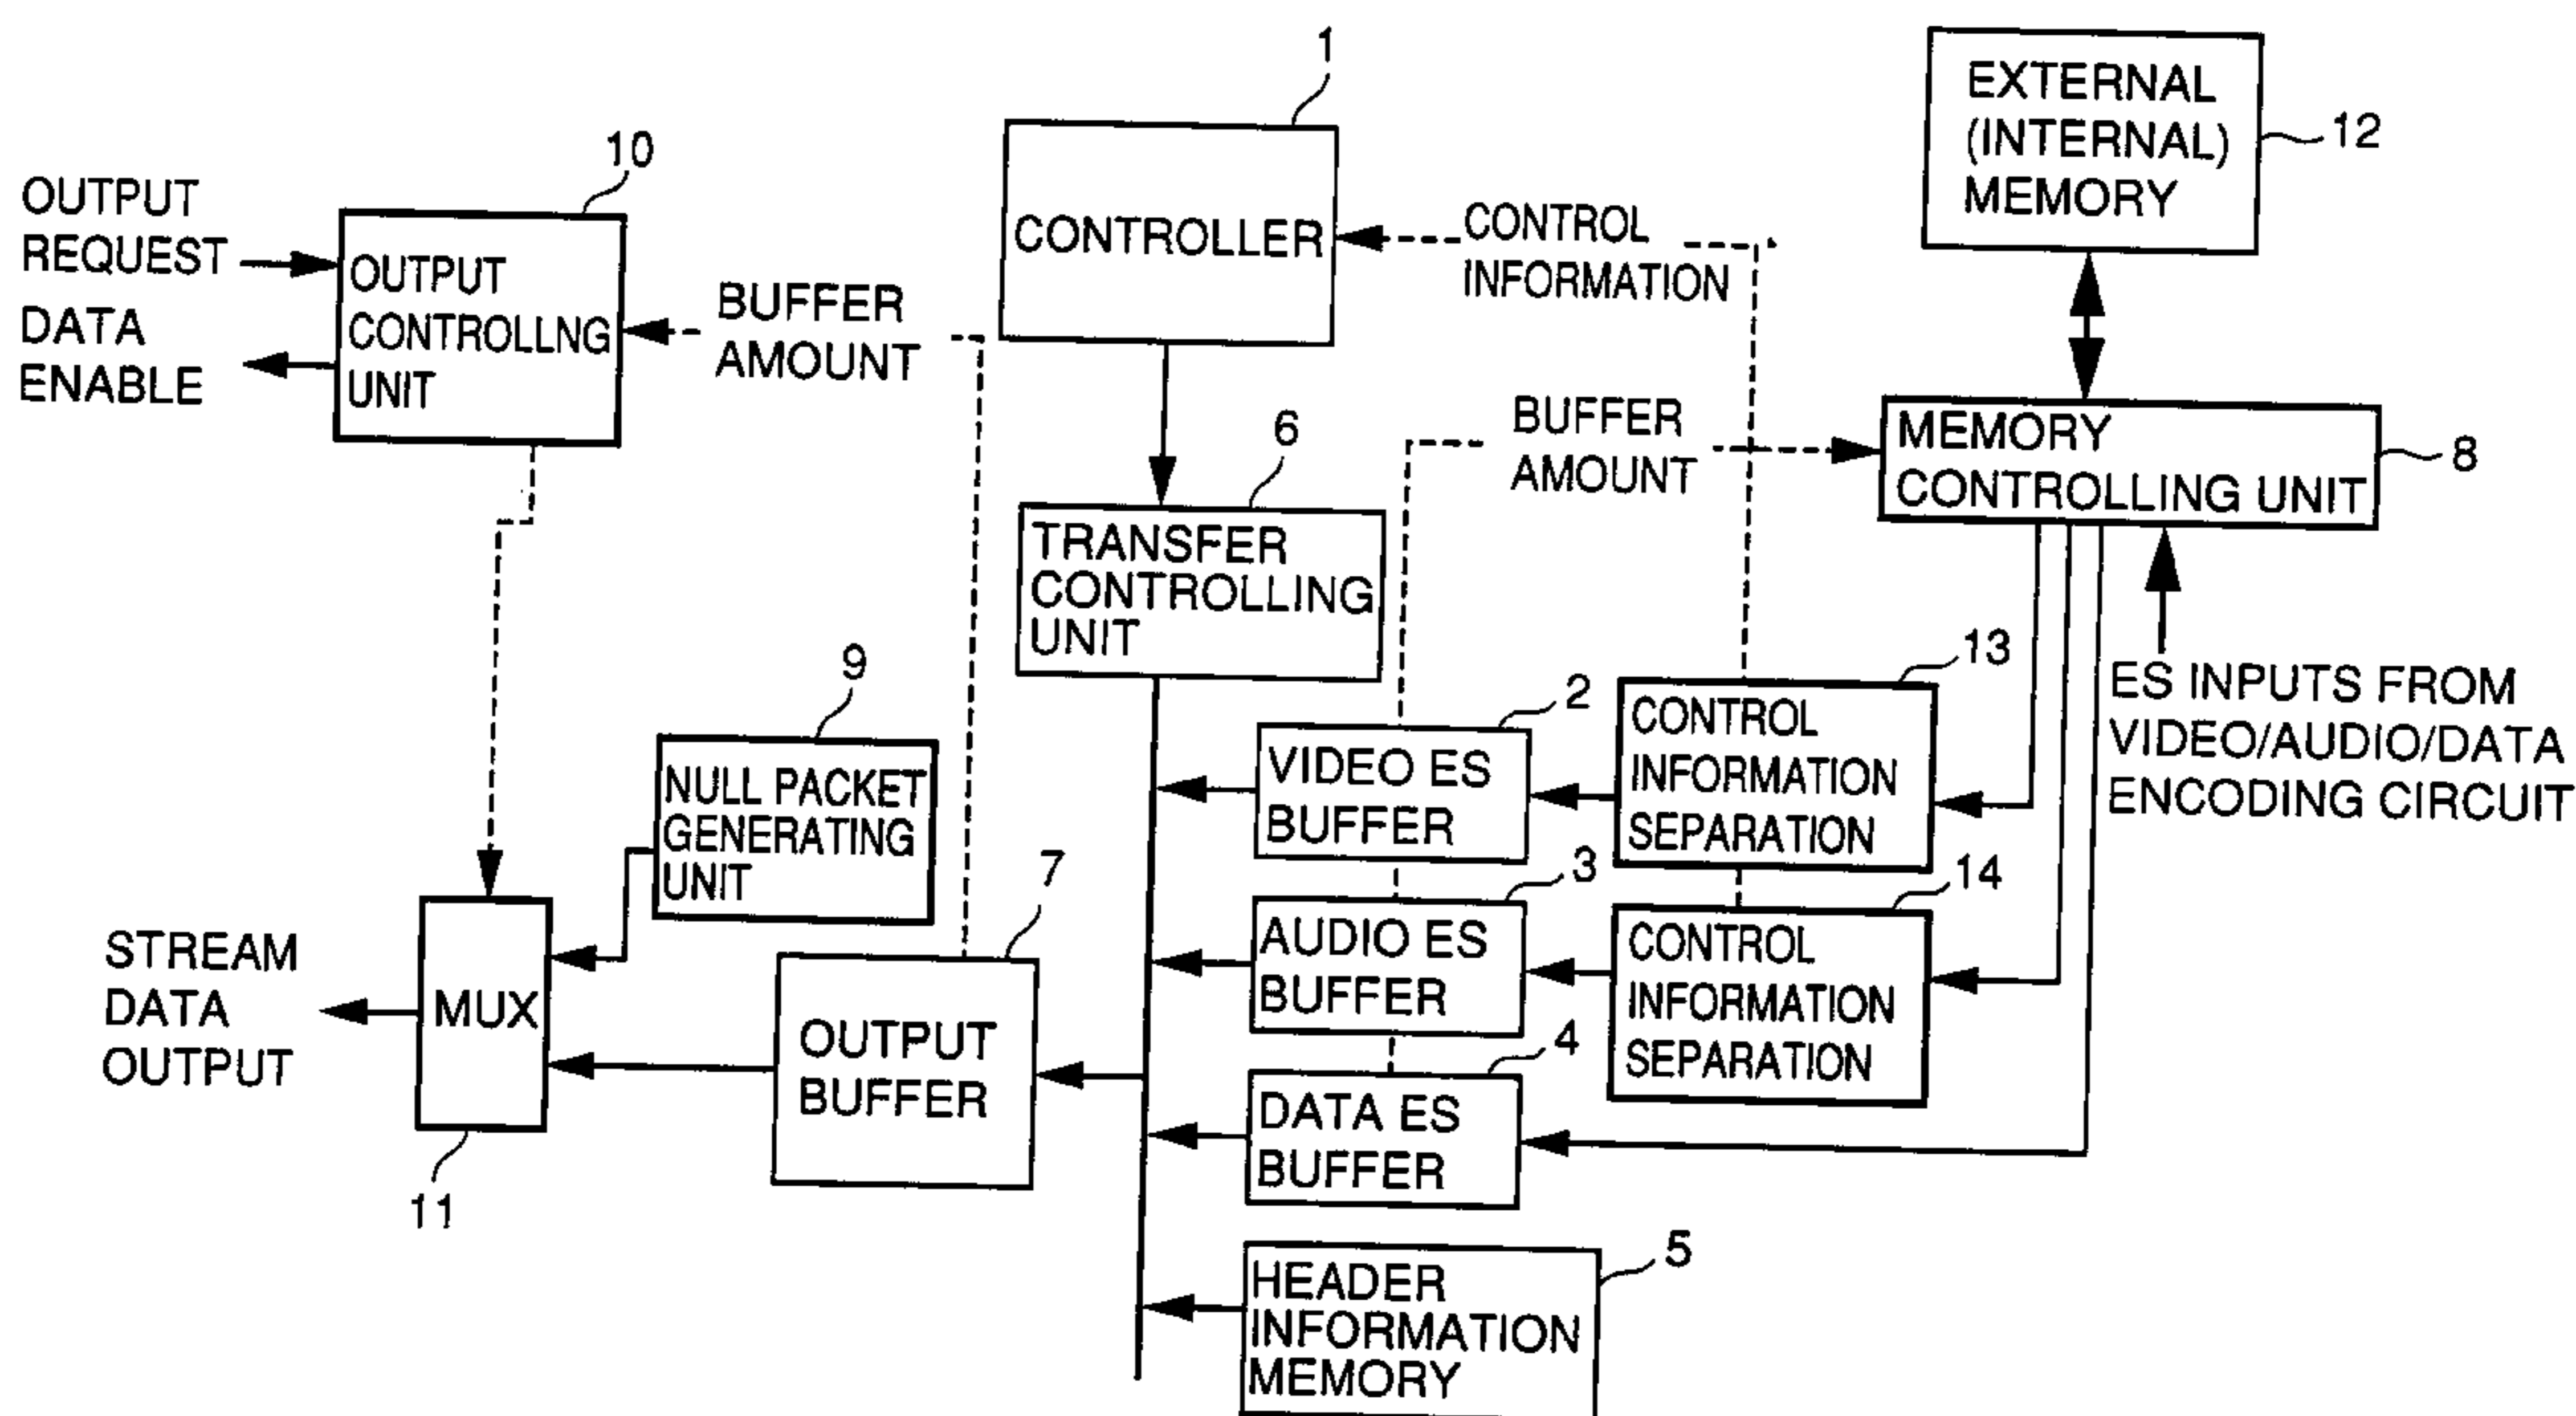 1
EXTERNAL
(INTERNAL)
MEMORY
12
10
OUTPUT
REQUEST
DATA
ENABLE
OUTPUT
CONTROLLNG
UNIT
BUFFER
AMOUNT
CONTROLLER
CONTROL
INFORMATION
BUFFER
AMOUNT
MEMORY
CONTROLLING UNIT
8
6
TRANSFER
CONTROLLING
UNIT
ES INPUTS FROM
VIDEO/AUDIO/DATA
ENCODING CIRCUIT
9
NULL PACKET
GENERATING
UNIT
2
VIDEO ES
BUFFER
13
CONTROL
INFORMATION
SEPARATION
3
AUDIO ES
BUFFER
14
CONTROL
INFORMATION
SEPARATION
7
OUTPUT
BUFFER
STREAM
DATA
OUTPUT
MUX
11
4
DATA ES
BUFFER
5
HEADER
INFORMATION
MEMORY